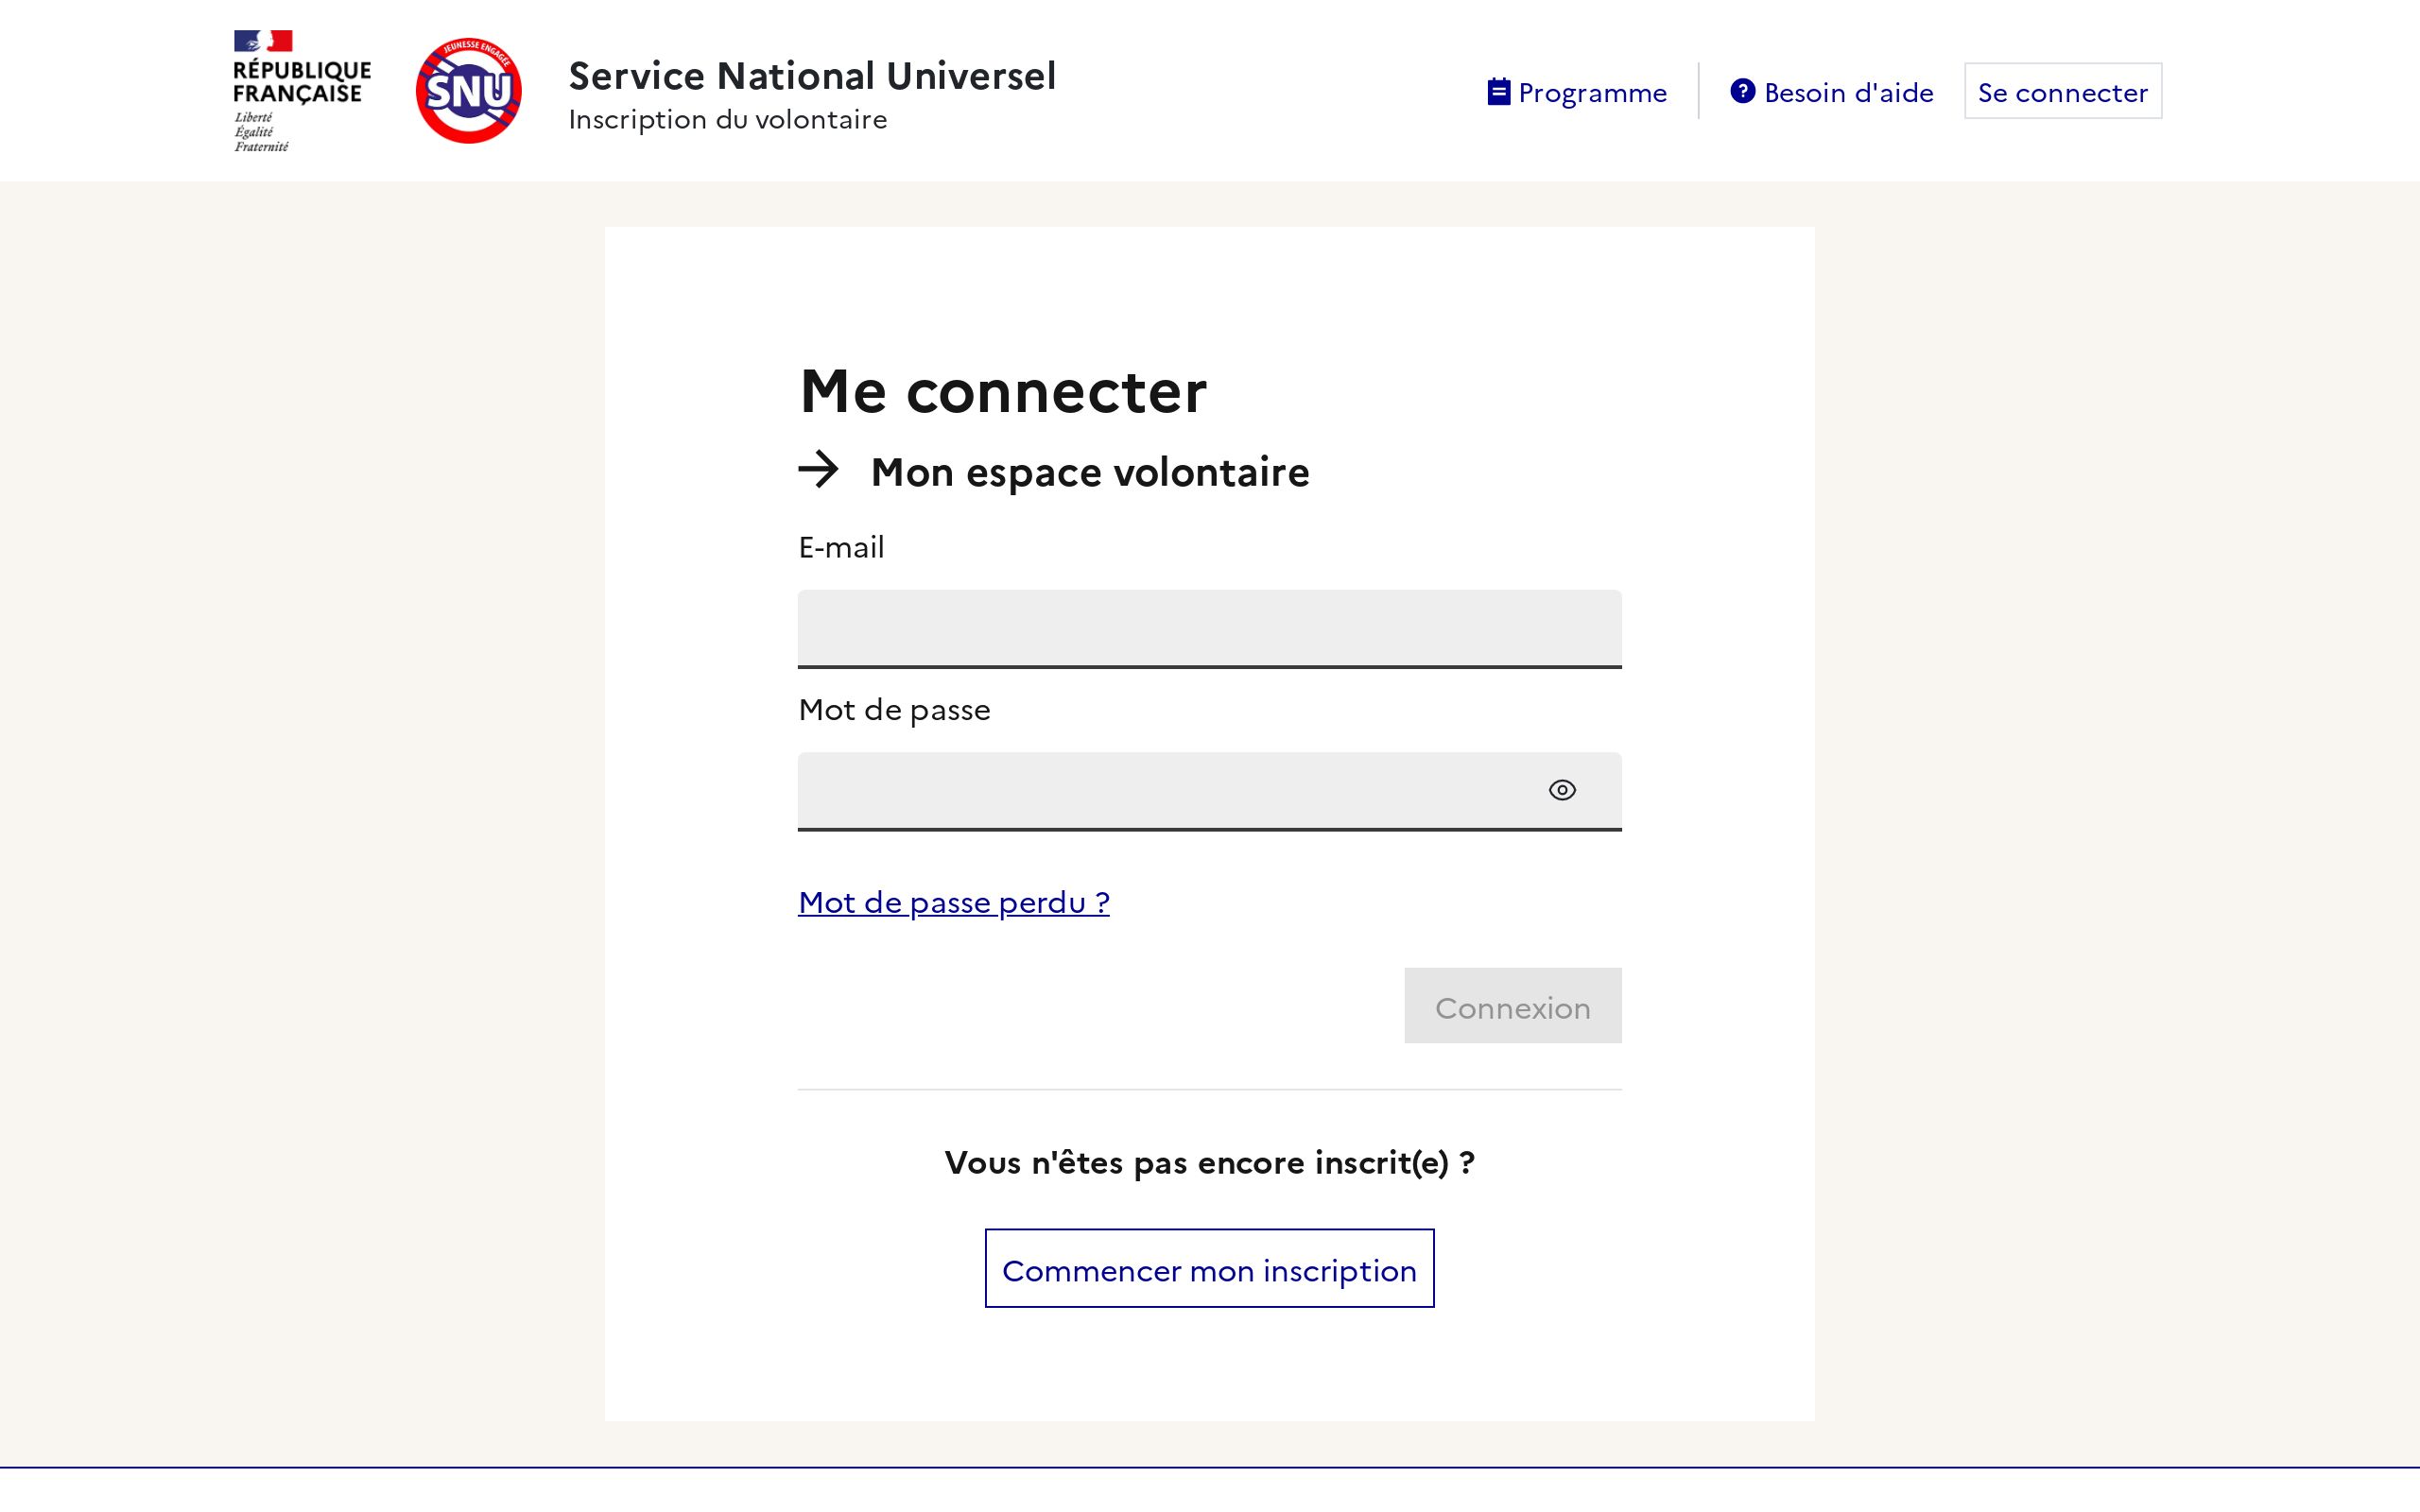 RÉPUBLIQUE
FRANÇAISE
Liberté
Égalité
Fraternité
JEUNESSE ENGAGÉE
SNU
Service National Universel
Inscription du volontaire
Programme
Besoin d'aide
Se connecter
Me connecter
Mon espace volontaire
E-mail
Mot de passe
Mot de passe perdu ?
Connexion
Vous n'êtes pas encore inscrit(e) ?
Commencer mon inscription